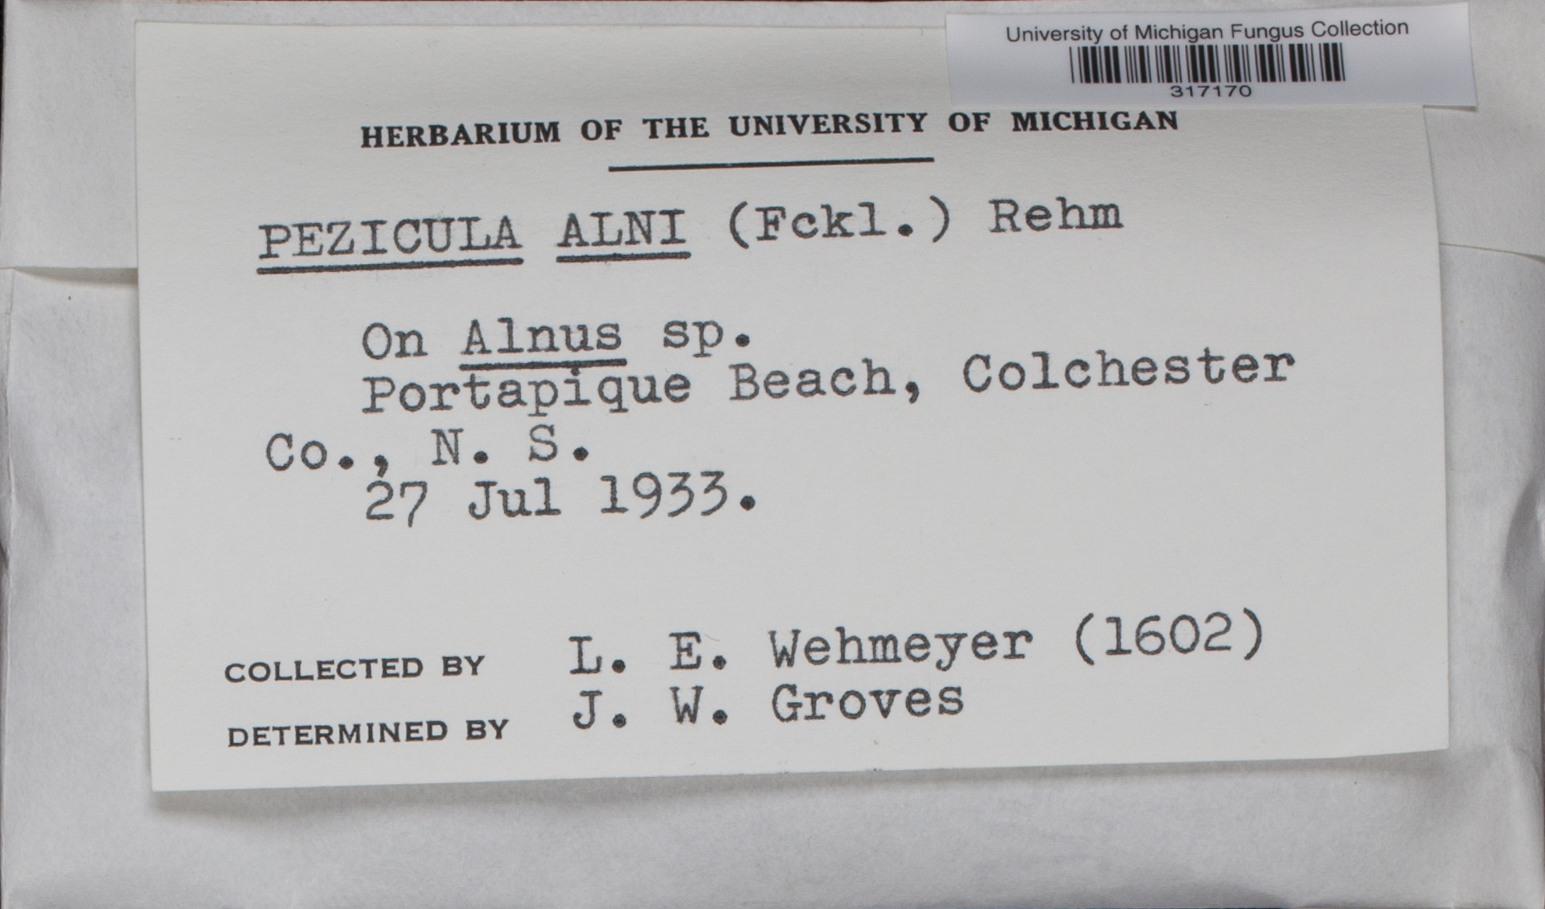 University of Michigan Fungus Collection
317170
HERBARIUM OF THE UNIVERSITY OF MICHIGAN
PEZICULA ALNI (Fckl.) Rehm
On Alnus sp.
Portapique Beach, Colchester
Co., N. S.
27 Jul 1933.
COLLECTED BY L. E. Wehmeyer (1602)
DETERMINED BY J. W. Groves